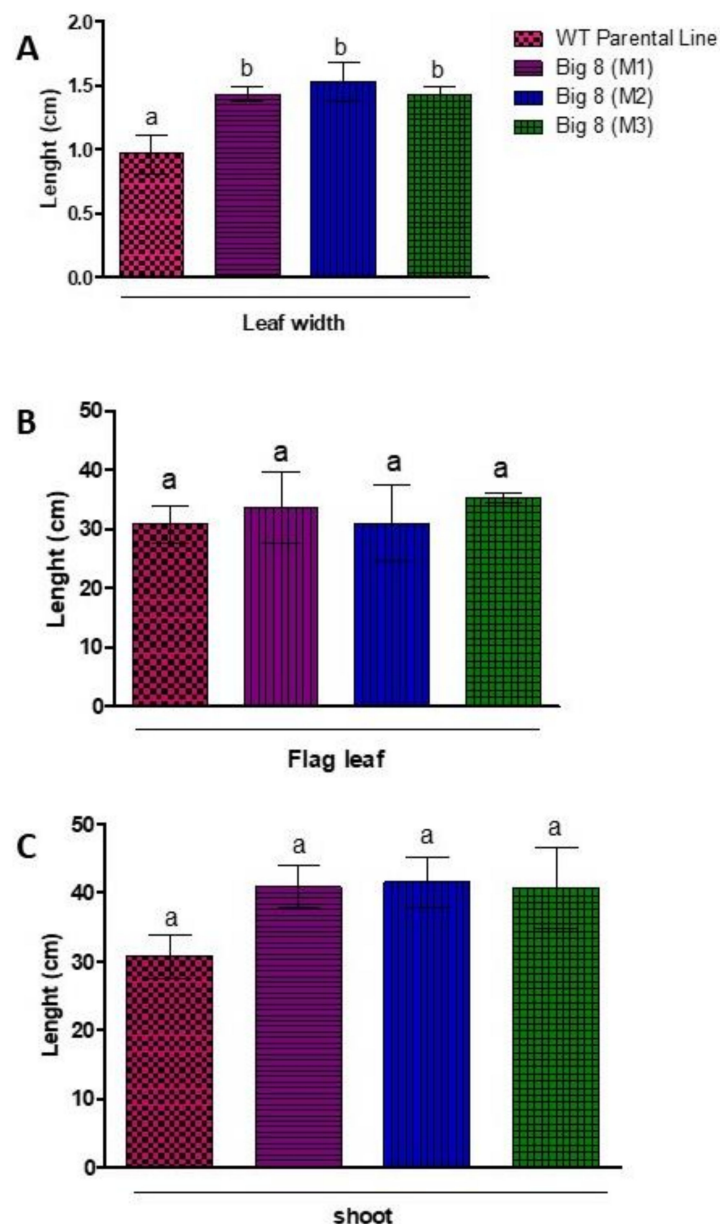 A
2.0
1.5
1.0
0.5
0.0
Lenght (cm)
a
b
b
b
Leaf width
WT Parental Line
Big 8 (M1)
Big 8 (M2)
Big 8 (M3)
B
50
40
30
20
10
0
Lenght (cm)
a
a
a
a
Flag leaf
C
50
40
30
20
10
0
Lenght (cm)
a
a
a
a
shoot